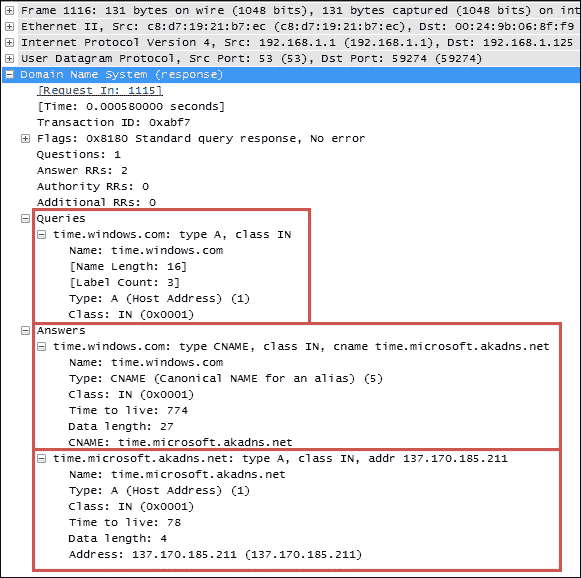 Frame 1116: 131 bytes on wire (1048 bits), 131 bytes captured (1048 bits) on int
Ethernet II, Src: c8:d7:19:21:b7:ec (c8:d7:19:21:b7:ec), Dst: 00:24:9b:06:8f:f9
Internet Protocol Version 4, Src: 192.168.1.1 (192.168.1.1), Dst: 192.168.1.125
User Datagram Protocol, Src Port: 53 (53), Dst Port: 59274 (59274)
Domain Name System (response)
[Request In: 1115]
[Time: 0.000580000 seconds]
Transaction ID: 0xabf7
Flags: 0x8180 Standard query response, No error
Questions: 1
Answer RRs: 2
Authority RRs: 0
Additional RRs: 0
Queries
time.windows.com: type A, class IN
Name: time.windows.com
[Name Length: 16]
[Label Count: 3]
Type: A (Host Address) (1)
Class: IN (0x0001)
Answers
time.windows.com: type CNAME, class IN, cname time.microsoft.akadns.net
Name: time.windows.com
Type: CNAME (Canonical NAME for an alias) (5)
Class: IN (0x0001)
Time to live: 774
Data length: 27
CNAME: time.microsoft.akadns.net
time.microsoft.akadns.net: type A, class IN, addr 137.170.185.211
Name: time.microsoft.akadns.net
Type: A (Host Address) (1)
Class: IN (0x0001)
Time to live: 78
Data length: 4
Address: 137.170.185.211 (137.170.185.211)